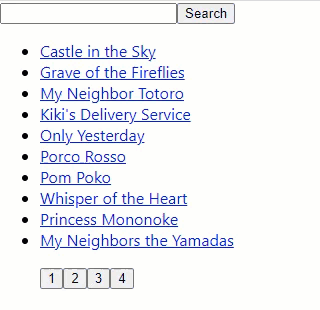 Search
Castle in the Sky
Grave of the Fireflies
My Neighbor Totoro
Kiki's Delivery Service
Only Yesterday
Porco Rosso
Pom Poko
Whisper of the Heart
Princess Mononoke
My Neighbors the Yamadas
1 2 3 4